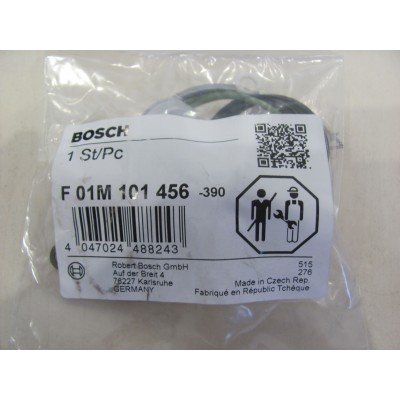 BOSCH
1 St/Pc
F 01M 101 456 -390
4 047024 488243
Robert Bosch GmbH
Auf der Breit 4
76227 Karlsruhe
GERMANY
515
276
Made in Czech Rep.
Fabriqué en République Tchèque